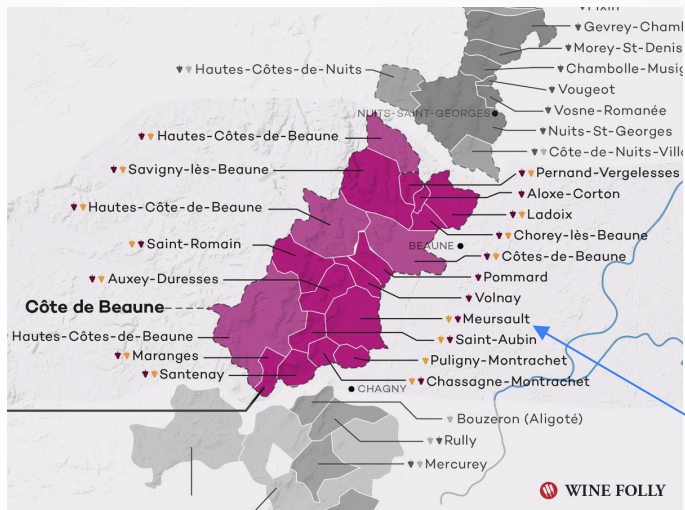 Fixin
Gevrey-Chaml
Morey-St-Denis
Chambolle-Musig
Hautes-Côtes-de-Nuits
Vougeot
Vosne-Romanée
NUITS-SAINT-GEORGES
Nuits-St-Georges
Hautes-Côtes-de-Beaune
Côte-de-Nuits-Villa
Savigny-lès-Beaune
Pernand-Vergelesses
Aloxe-Corton
Hautes-Côte-de-Beaune
Ladoix
Chorey-lès-Beaune
Saint-Romain
BEAUNE
Côtes-de-Beaune
Auxey-Duresses
Pommard
Volnay
Côte de Beaune
Meursault
Hautes-Côtes-de-Beaune
Saint-Aubin
Maranges
Puligny-Montrachet
Santenay
Chassagne-Montrachet
CHAGNY
Bouzeron (Aligoté)
Rully
Mercurey
WINE FOLLY